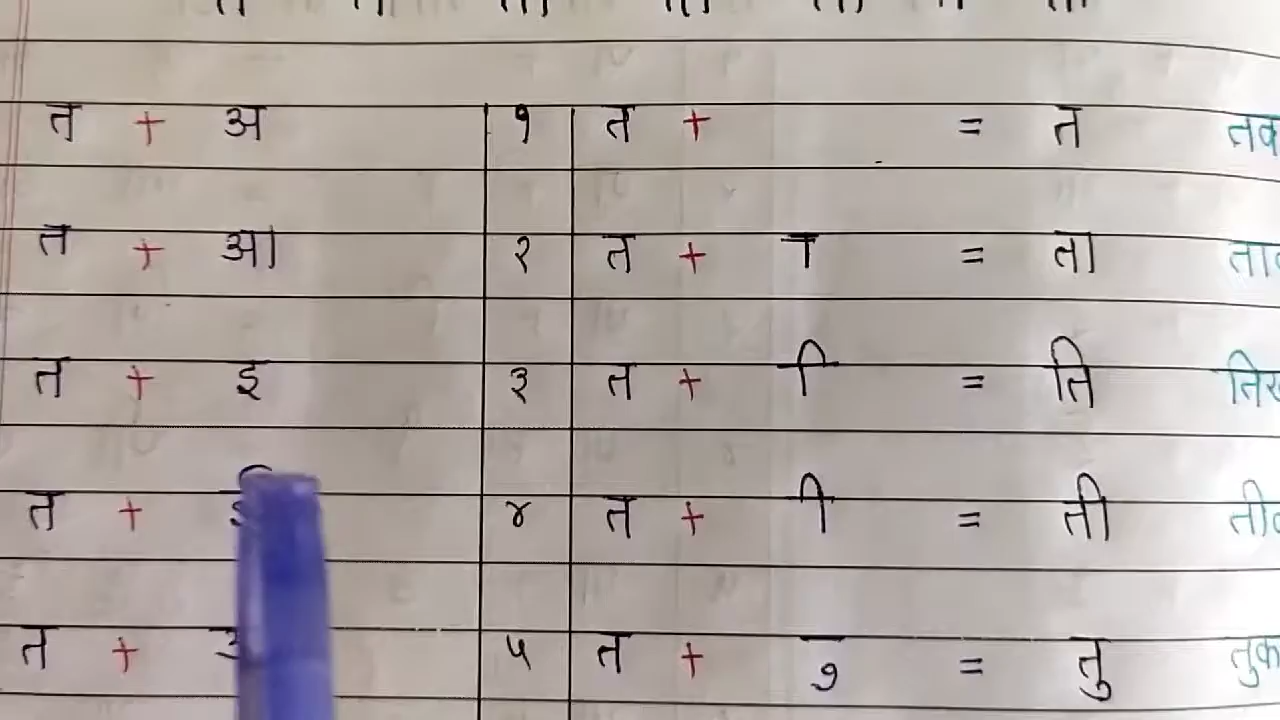 त + अ १ त + = त
त + आ २ त + ा = ता
त + इ ३ त + ि = ति
त + ४ त + ी = ती
त + ५ त + ु = तु